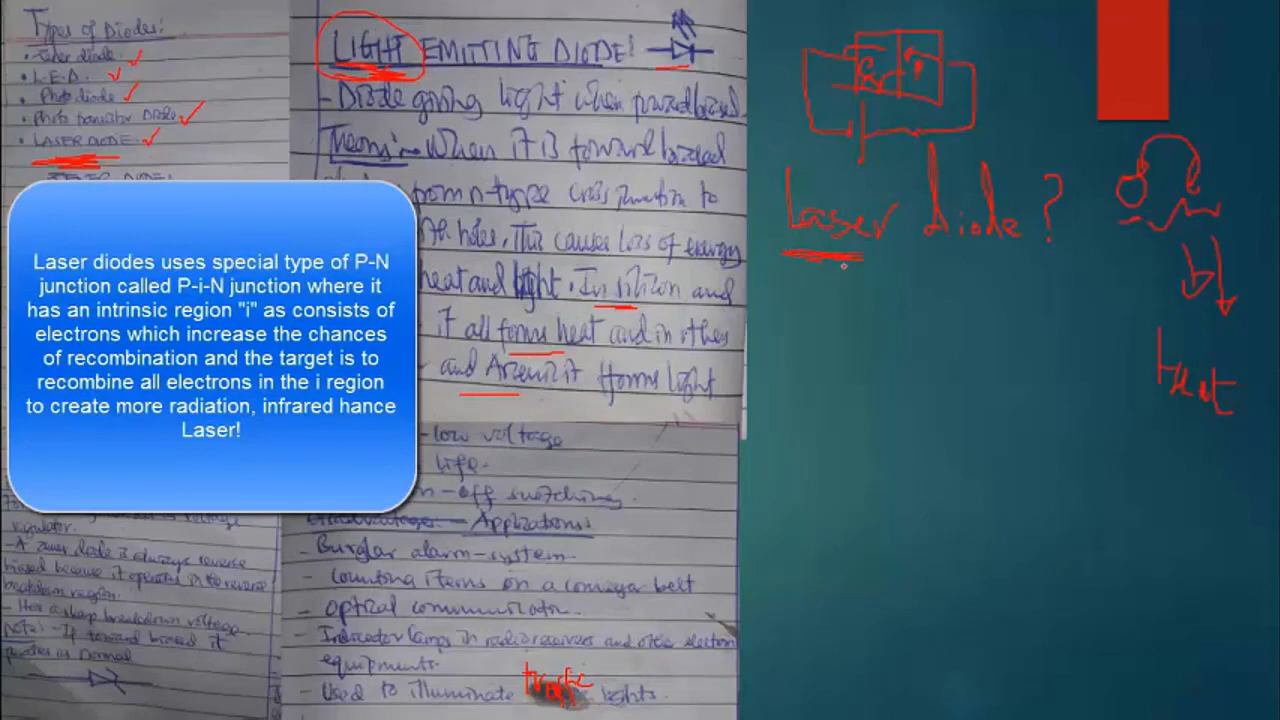 Types of Diodes:
• L.E.D.
• Photo diode
• Photo transistor Diode
• LASER DIODE
Laser diodes uses special type of P-N
junction called P-i-N junction where it
has an intrinsic region "i" as consists of
electrons which increase the chances
of recombination and the target is to
recombine all electrons in the i region
to create more radiation, infrared hance
Laser!
regulator.
- A zener diode is always reverse
biased because it operates in the reverse
breakdown region.
- Has a sharp breakdown voltage
note: - If forward biased it
as normal
LIGHT EMITTING DIODE:
- Diode giving light when forward biased
When it is forward biased
from n-type cross junction to
holes. This causes loss of energy
heat and light. In silicon and
it all forms heat and in other
and Arsenic it forms light
- low voltage
life.
- off switching.
Applications:
- Burglar alarm system.
- Counting items on a conveyor belt
- optical communication.
- Indicator lamps in radio receivers and other electron
equipments.
- Used to illuminate traffic lights.
Laser diode?
Heat